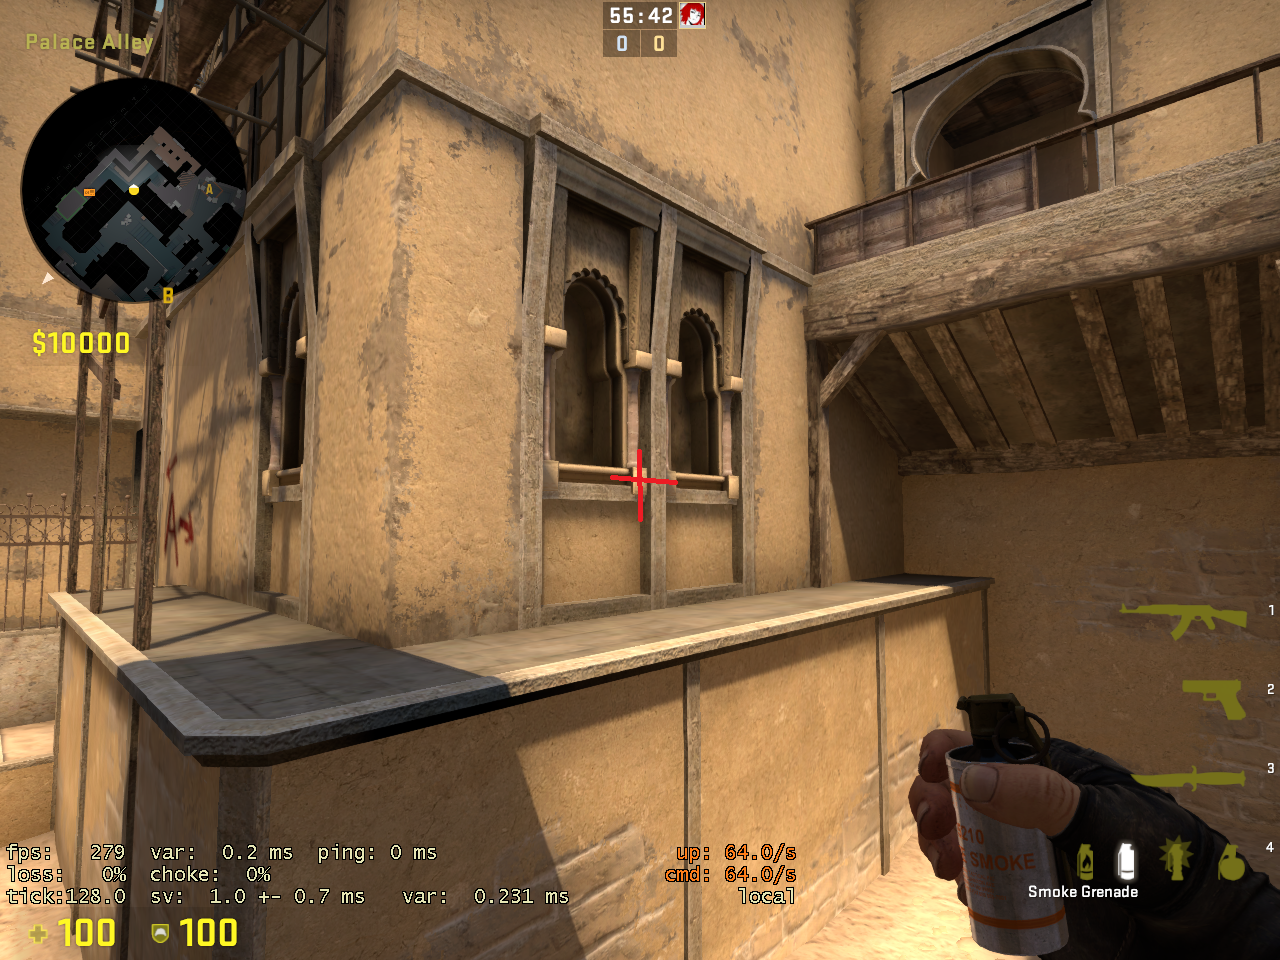 55:42
0 0
Palace Alley
A
B
$10000
A
1
2
3
4
SMOKE
Smoke Grenade
fps: 279 var: 0.2 ms ping: 0 ms
loss: 0% choke: 0%
tick:128.0 sv: 1.0 +- 0.7 ms var: 0.231 ms
up: 64.0/s
cmd: 64.0/s
local
100 100